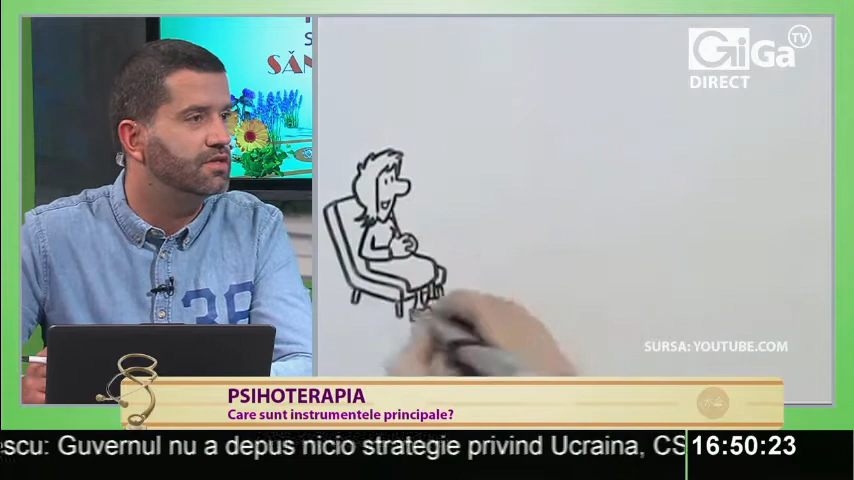 GiGa TV
DIRECT
38
SURSA: YOUTUBE.COM
PSIHOTERAPIA
Care sunt instrumentele principale?
escu: Guvernul nu a depus nicio strategie privind Ucraina, CS
16:50:23